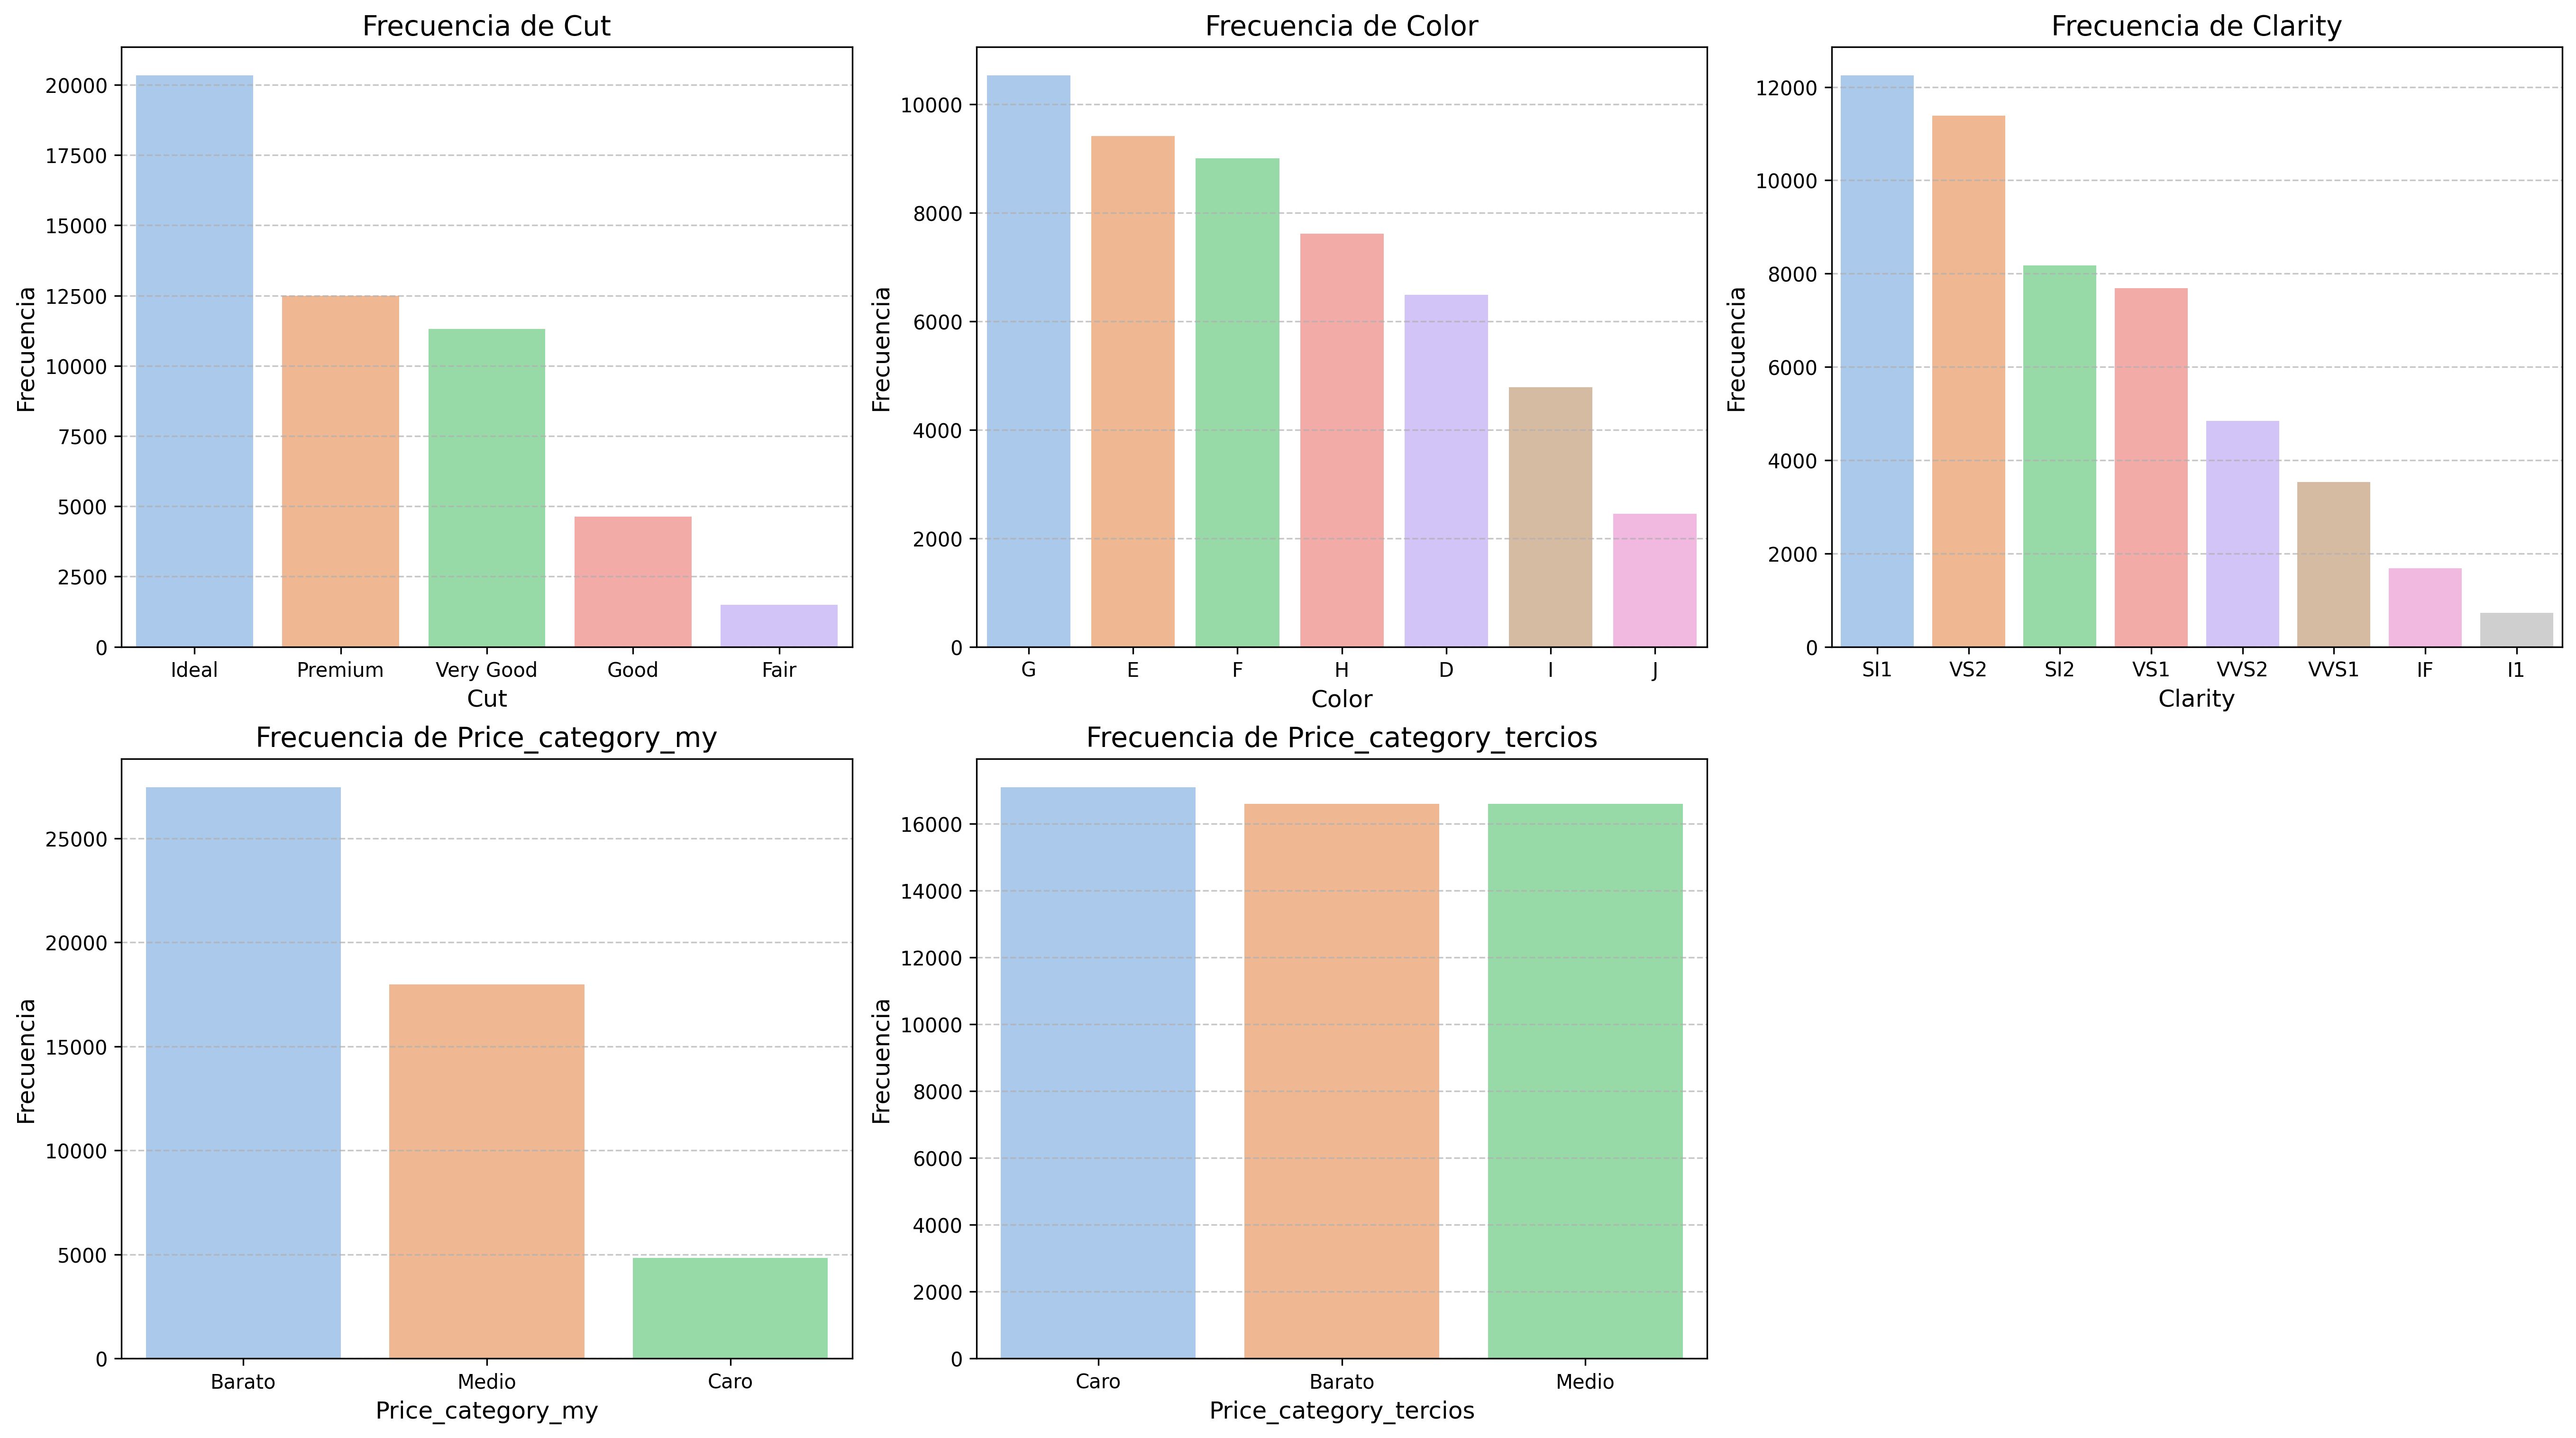 Frecuencia de Cut
Frecuencia
20000
17500
15000
12500
10000
7500
5000
2500
0
Ideal Premium Very Good Good Fair
Cut
Frecuencia de Color
Frecuencia
10000
8000
6000
4000
2000
0
G E F H D I J
Color
Frecuencia de Clarity
Frecuencia
12000
10000
8000
6000
4000
2000
0
SI1 VS2 SI2 VS1 VVS2 VVS1 IF I1
Clarity
Frecuencia de Price_category_my
Frecuencia
25000
20000
15000
10000
5000
0
Barato Medio Caro
Price_category_my
Frecuencia de Price_category_tercios
Frecuencia
16000
14000
12000
10000
8000
6000
4000
2000
0
Caro Barato Medio
Price_category_tercios